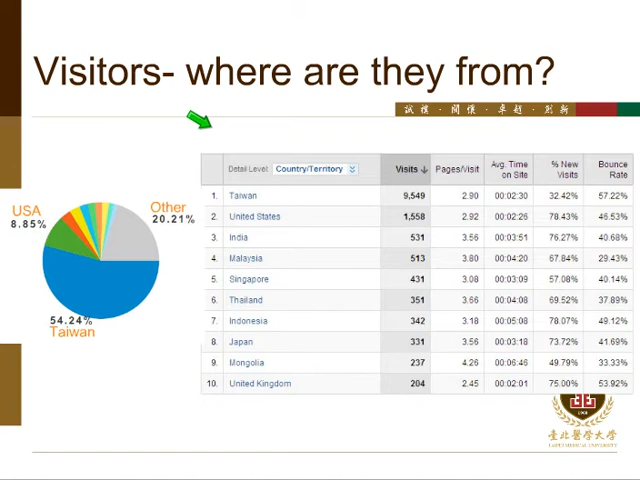 Visitors- where are they from?
誠樸 · 關懷 · 卓越 · 創新
Detail Level: Country/Territory Visits Pages/Visit Avg. Time on Site % New Visits Bounce Rate
1. Taiwan 9,549 2.90 00:02:30 32.42% 57.22%
2. United States 1,558 2.92 00:02:26 78.43% 46.53%
3. India 531 3.56 00:03:51 76.27% 40.68%
4. Malaysia 513 3.80 00:04:20 67.84% 29.43%
5. Singapore 431 3.08 00:03:09 57.08% 40.14%
6. Thailand 351 3.66 00:04:08 69.52% 37.89%
7. Indonesia 342 3.18 00:05:08 78.07% 49.12%
8. Japan 331 3.56 00:03:18 73.72% 41.69%
9. Mongolia 237 4.26 00:06:46 49.79% 33.33%
10. United Kingdom 204 2.45 00:02:01 75.00% 53.92%
USA
8.85%
Other
20.21%
54.24%
Taiwan
1960
臺北醫學大學
TAIPEI MEDICAL UNIVERSITY